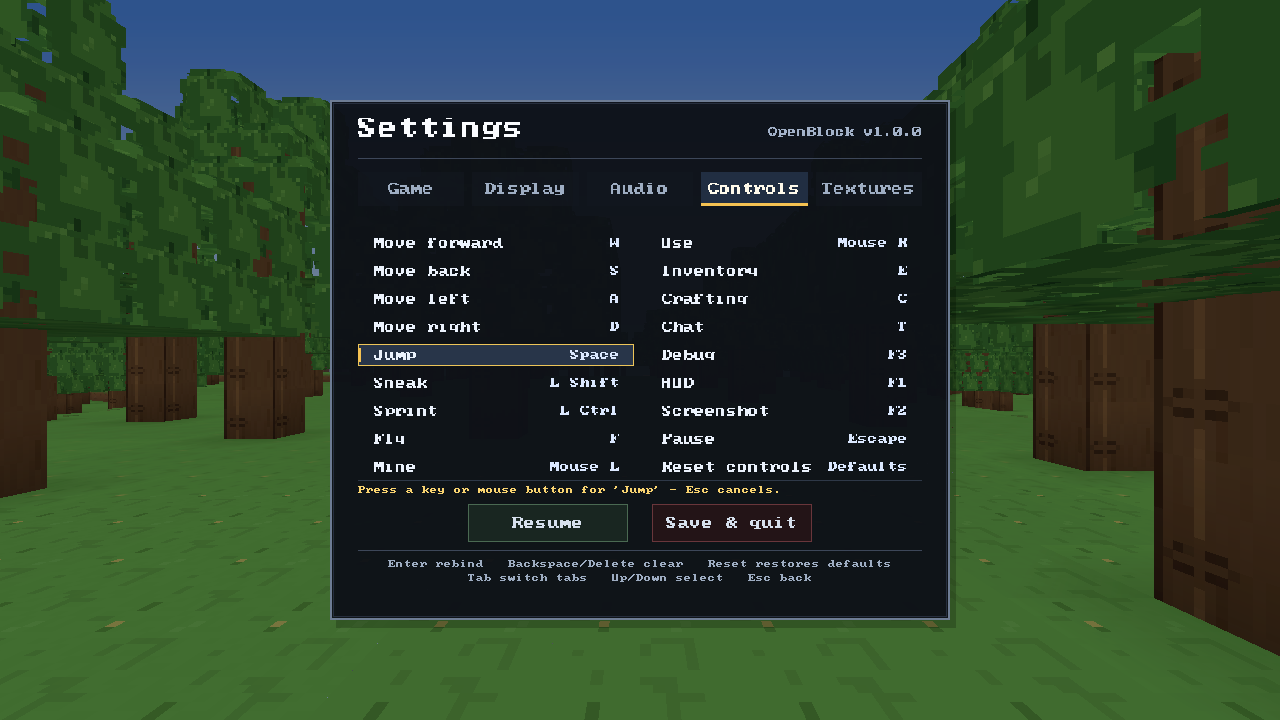 Settings
OpenBlock v1.0.0
Game Display Audio Controls Textures
Move forward W
Move back S
Move left A
Move right D
Jump Space
Sneak L Shift
Sprint L Ctrl
Fly F
Mine Mouse L
Use Mouse R
Inventory E
Crafting C
Chat T
Debug F3
HUD F1
Screenshot F2
Pause Escape
Reset controls Defaults
Press a key or mouse button for 'Jump' - Esc cancels.
Resume Save & quit
Enter rebind Backspace/Delete clear Reset restores defaults
Tab switch tabs Up/Down select Esc back